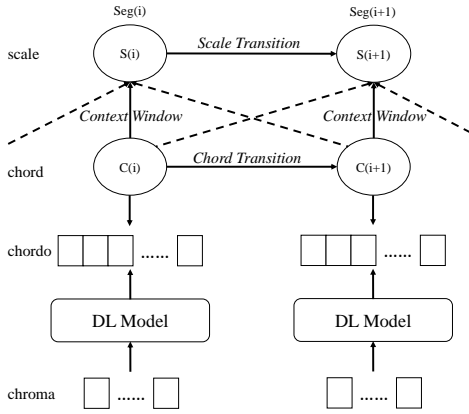 Seg(i)
Seg(i+1)
scale
S(i)
Scale Transition
S(i+1)
Context Window
Context Window
chord
C(i)
Chord Transition
C(i+1)
chordo
......
......
DL Model
DL Model
chroma
......
......